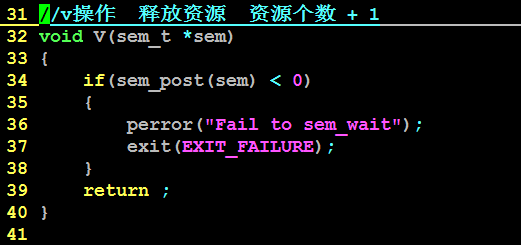 31 //v操作  释放资源  资源个数 + 1
32 void V(sem_t *sem)
33 {
34     if(sem_post(sem) < 0)
35     {
36         perror("Fail to sem_wait");
37         exit(EXIT_FAILURE);
38     }
39     return ;
40 }
41